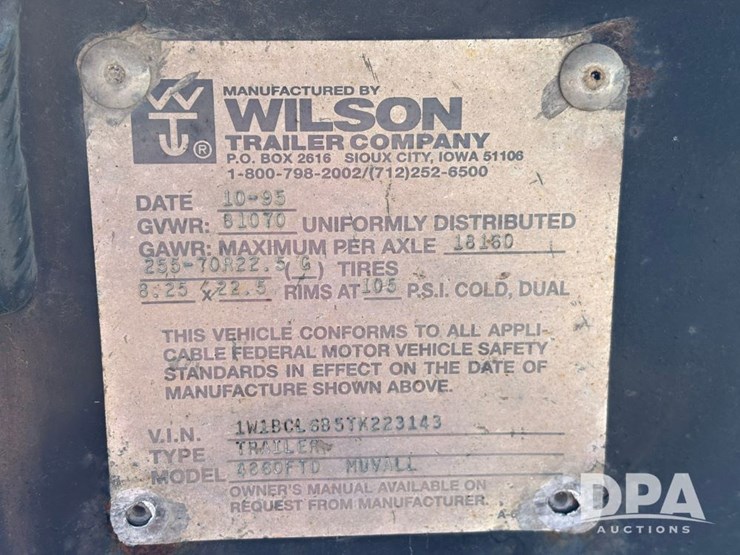 MANUFACTURED BY
WILSON
TRAILER COMPANY
P.O. BOX 2616 SIOUX CITY, IOWA 51106
1-800-798-2002/(712)252-6500
WT ®
DATE 10-95
GVWR: 61070 UNIFORMLY DISTRIBUTED
GAWR: MAXIMUM PER AXLE 18160
255-70R22.5 (G) TIRES
8.25 x 22.5 RIMS AT 105 P.S.I. COLD, DUAL
THIS VEHICLE CONFORMS TO ALL APPLI-
CABLE FEDERAL MOTOR VEHICLE SAFETY
STANDARDS IN EFFECT ON THE DATE OF
MANUFACTURE SHOWN ABOVE.
V.I.N. 1W1BCL6B5TK223143
TYPE TRAILER
MODEL 4860FTD MUVALL
OWNER'S MANUAL AVAILABLE ON
REQUEST FROM MANUFACTURER.
DPA
AUCTIONS